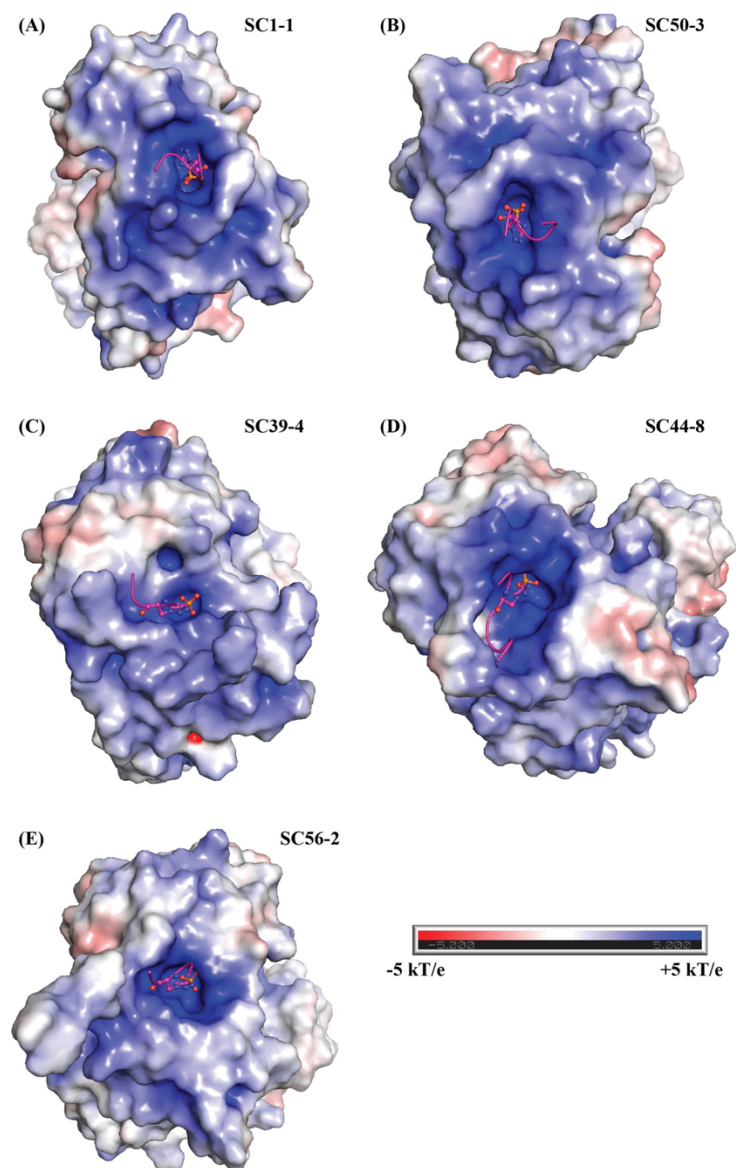 (A) SC1-1
(B) SC50-3
(C) SC39-4
(D) SC44-8
(E) SC56-2
-5.000 5.000
-5 kT/e +5 kT/e